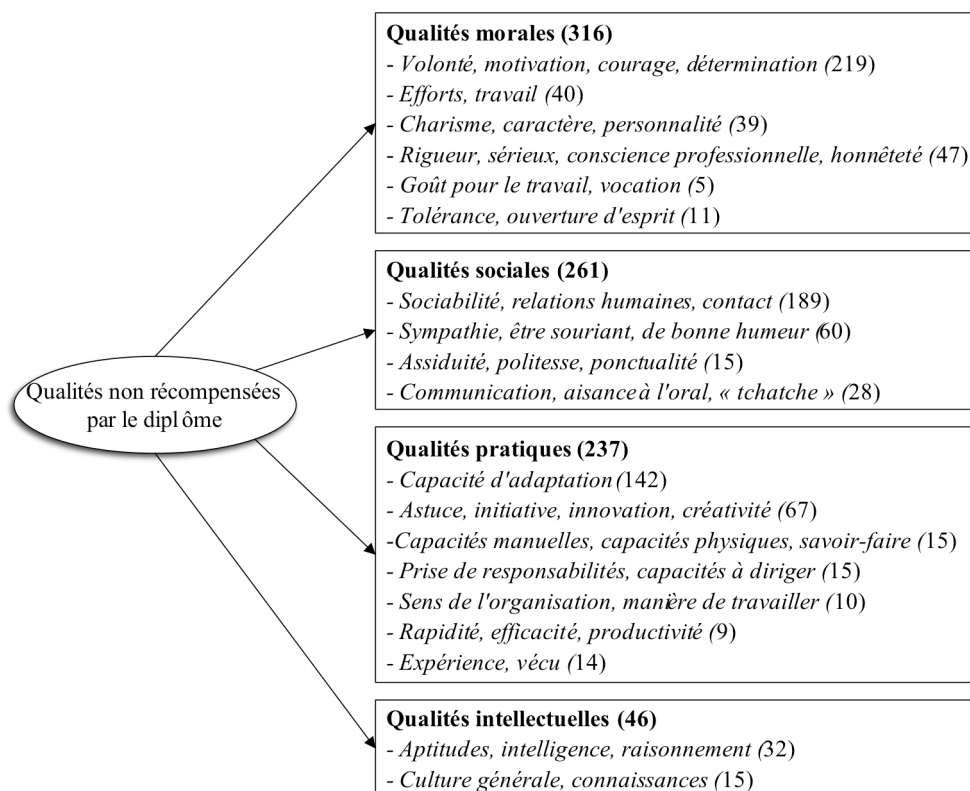 Qualités morales (316)
- Volonté, motivation, courage, détermination (219)
- Efforts, travail (40)
- Charisme, caractère, personnalité (39)
- Rigueur, sérieux, conscience professionnelle, honnêteté (47)
- Goût pour le travail, vocation (5)
- Tolérance, ouverture d'esprit (11)
Qualités sociales (261)
- Sociabilité, relations humaines, contact (189)
- Sympathie, être souriant, de bonne humeur (60)
- Assiduité, politesse, ponctualité (15)
- Communication, aisance à l'oral, « tchatche » (28)
Qualités non récompensées
par le diplôme
Qualités pratiques (237)
- Capacité d'adaptation (142)
- Astuce, initiative, innovation, créativité (67)
-Capacités manuelles, capacités physiques, savoir-faire (15)
- Prise de responsabilités, capacités à diriger (15)
- Sens de l'organisation, manière de travailler (10)
- Rapidité, efficacité, productivité (9)
- Expérience, vécu (14)
Qualités intellectuelles (46)
- Aptitudes, intelligence, raisonnement (32)
- Culture générale, connaissances (15)